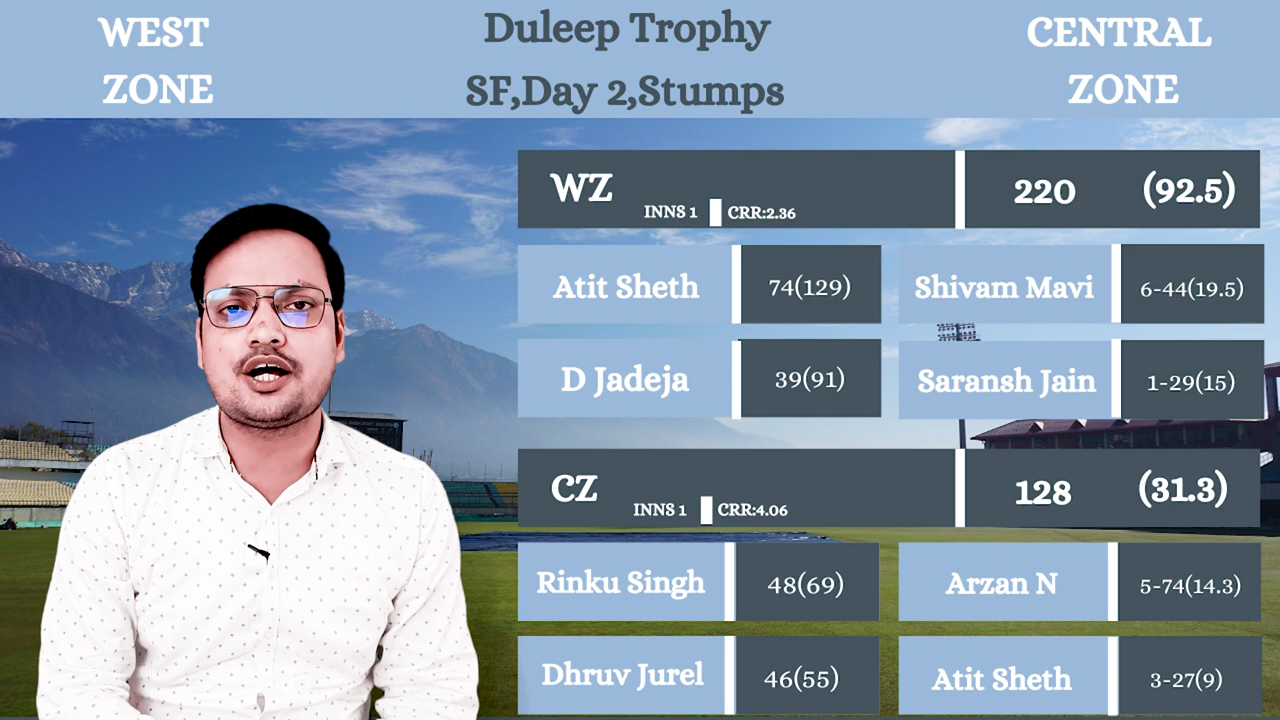 WEST
ZONE
Duleep Trophy
SF,Day 2,Stumps
CENTRAL
ZONE
WZ INNS 1 CRR:2.36 220 (92.5)
Atit Sheth 74(129) Shivam Mavi 6-44(19.5)
D Jadeja 39(91) Saransh Jain 1-29(15)
CZ INNS 1 CRR:4.06 128 (31.3)
Rinku Singh 48(69) Arzan N 5-74(14.3)
Dhruv Jurel 46(55) Atit Sheth 3-27(9)